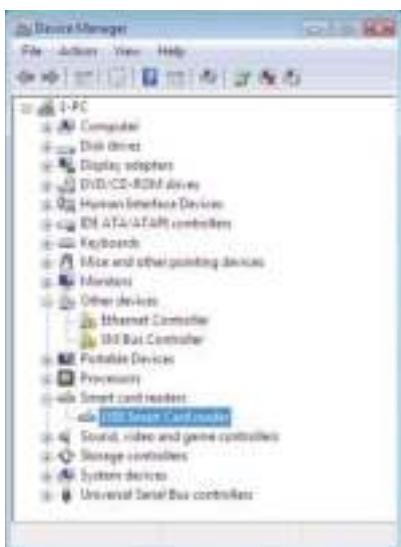 Device Manager
File Action View Help
1-PC
Computer
Disk drives
Display adapters
DVD/CD-ROM drives
Human Interface Devices
IDE ATA/ATAPI controllers
Keyboards
Mice and other pointing devices
Monitors
Other devices
Ethernet Controller
SM Bus Controller
Portable Devices
Processors
Smart card readers
USB Smart Card reader
Sound, video and game controllers
Storage controllers
System devices
Universal Serial Bus controllers